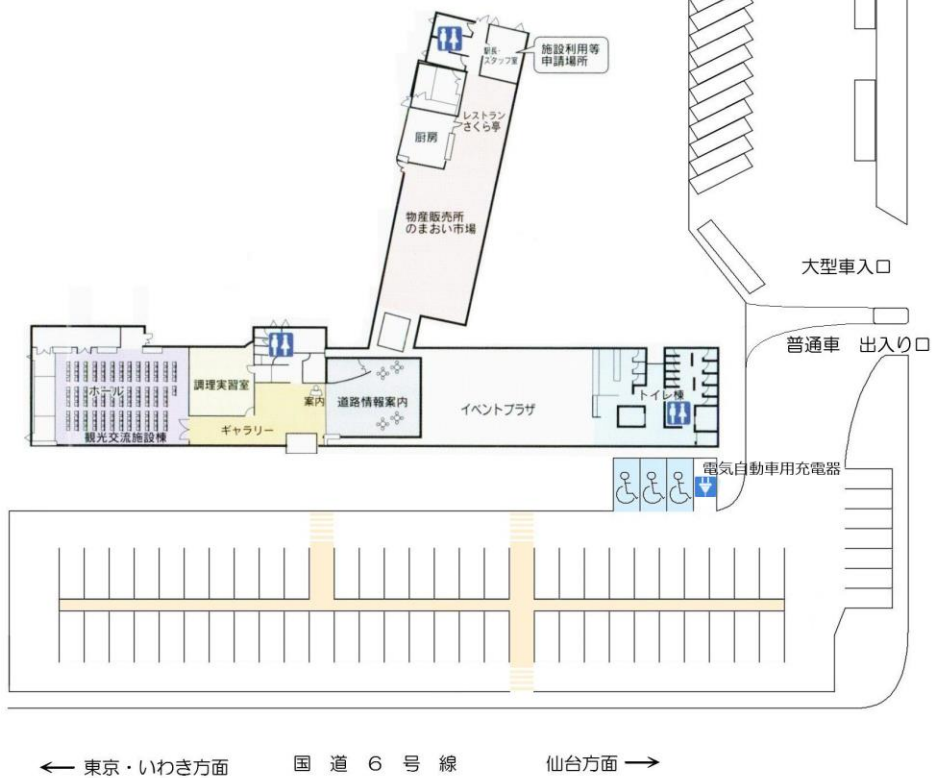 駅長・
スタッフ室
施設利用等
申請場所
レストラン
さくら亭
厨房
物産販売所
のまおい市場
大型車入口
普通車 出入り口
ホール
観光交流施設棟
調理実習室
ギャラリー
案内
道路情報案内
イベントプラザ
トイレ棟
電気自動車用充電器
← 東京・いわき方面
国道6号線
仙台方面 →